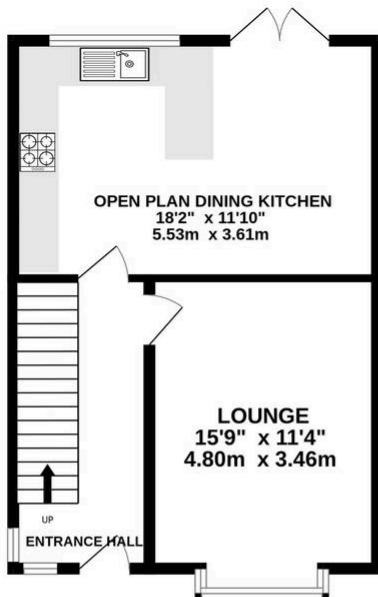 OPEN PLAN DINING KITCHEN
18'2" x 11'10"
5.53m x 3.61m
LOUNGE
15'9" x 11'4"
4.80m x 3.46m
UP
ENTRANCE HALL